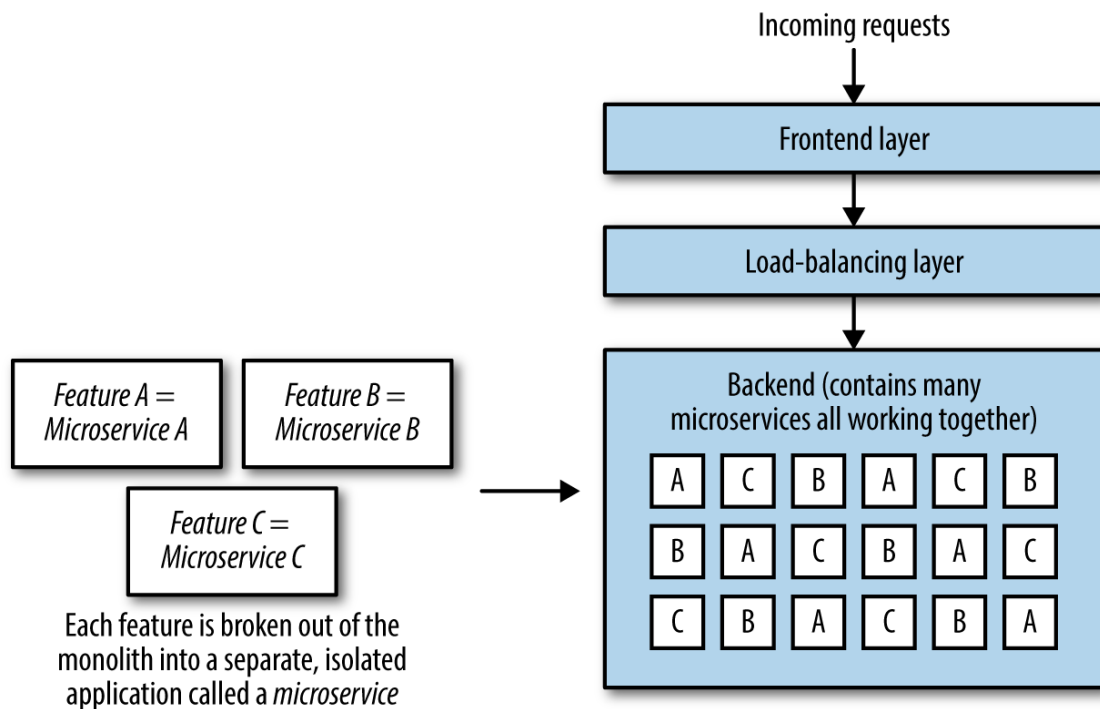 Incoming requests
Frontend layer
Load-balancing layer
Feature A =
Microservice A
Feature B =
Microservice B
Feature C =
Microservice C
Each feature is broken out of the
monolith into a separate, isolated
application called a microservice
Backend (contains many
microservices all working together)
A C B A C B
B A C B A C
C B A C B A